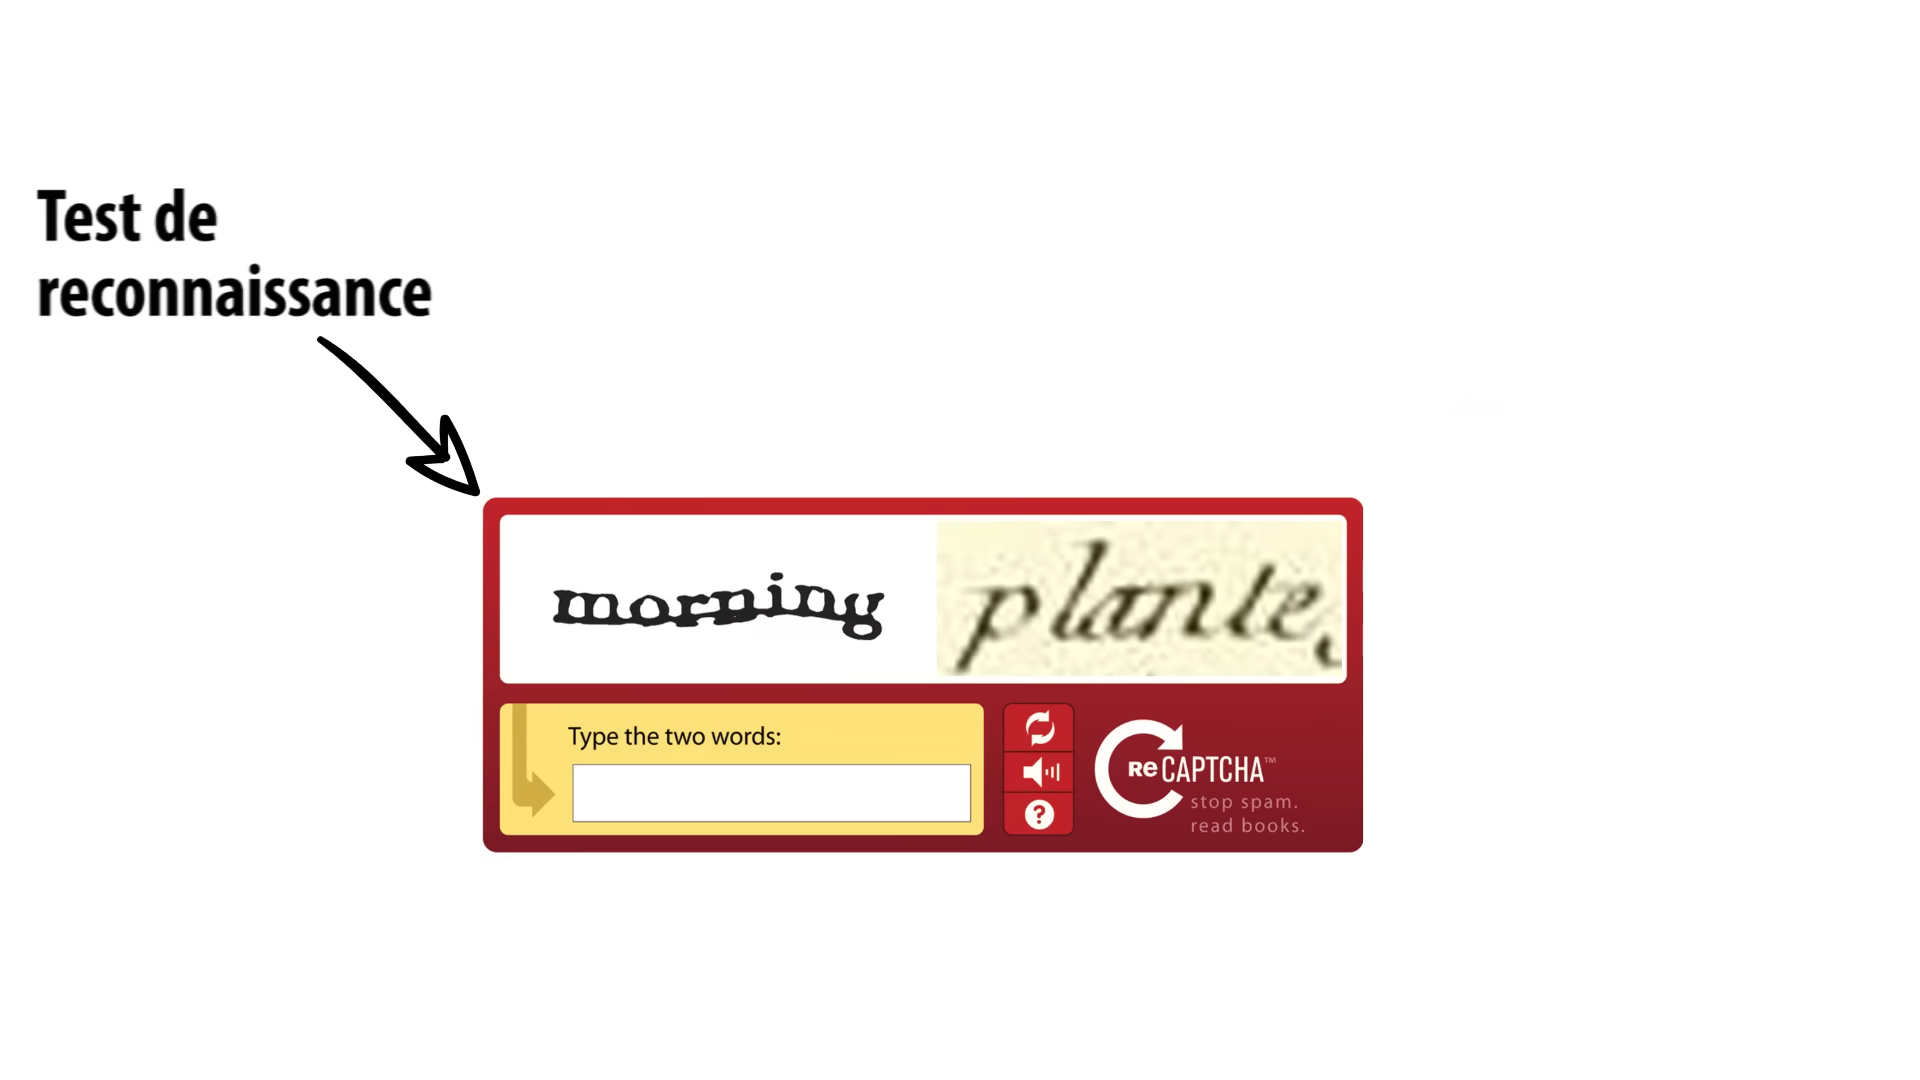 Test de
reconnaissance
morning plante,
Type the two words:
?
reCAPTCHA™
stop spam.
read books.